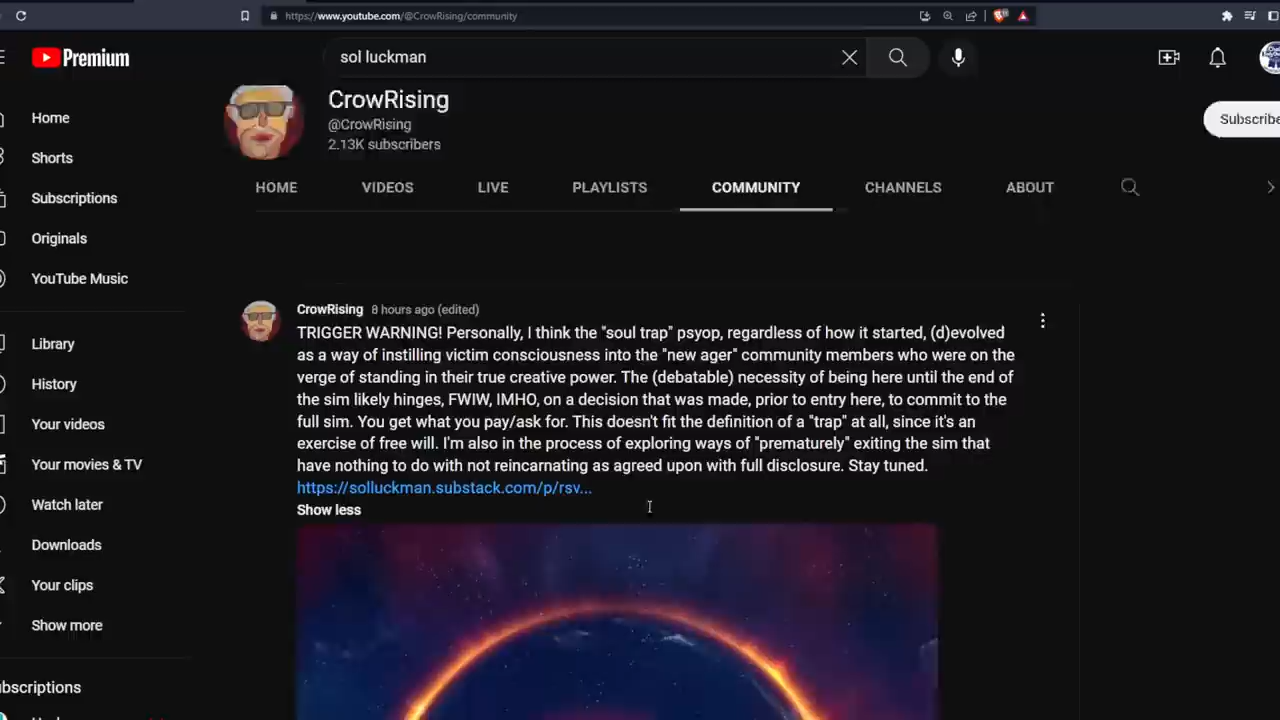 https://www.youtube.com/@CrowRising/community
Premium
sol luckman
CrowRising
@CrowRising
2.13K subscribers
Subscribe
HOME VIDEOS LIVE PLAYLISTS COMMUNITY CHANNELS ABOUT
Home
Shorts
Subscriptions
Originals
YouTube Music
Library
History
Your videos
Your movies & TV
Watch later
Downloads
Your clips
Show more
bscriptions
CrowRising 8 hours ago (edited)
TRIGGER WARNING! Personally, I think the "soul trap" psyop, regardless of how it started, (d)evolved
as a way of instilling victim consciousness into the "new ager" community members who were on the
verge of standing in their true creative power. The (debatable) necessity of being here until the end of
the sim likely hinges, FWIW, IMHO, on a decision that was made, prior to entry here, to commit to the
full sim. You get what you pay/ask for. This doesn't fit the definition of a "trap" at all, since it's an
exercise of free will. I'm also in the process of exploring ways of "prematurely" exiting the sim that
have nothing to do with not reincarnating as agreed upon with full disclosure. Stay tuned.
https://solluckman.substack.com/p/rsv...
Show less